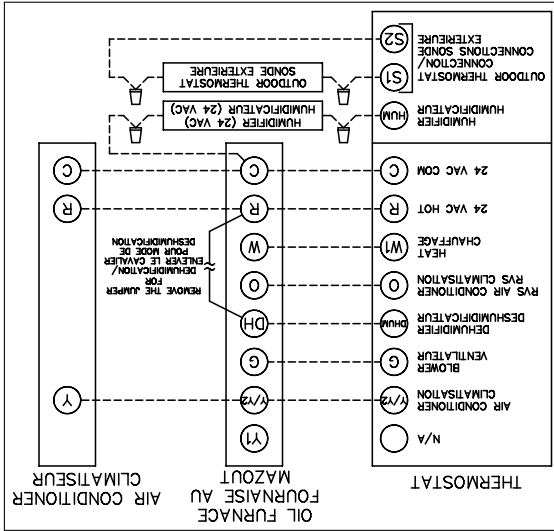 THERMOSTAT
OIL FURNACE
FOURNAISE AU
MAZOUT
AIR CONDITIONER
CLIMATISEUR
N/A
Y1
AIR CONDITIONER
CLIMATISATION
Y/Y2
Y/Y2
Y
BLOWER
VENTILATEUR
G
G
DEHUMIDIFIER
DESHUMIDIFICATEUR
DHUM
DH
RVS AIR CONDITIONER
RVS CLIMATISATION
O
O
REMOVE THE JUMPER
FOR
DEHUMIDIFICATION/
ENLEVER LE CAVALIER
POUR MODE DE
DESHUMIDIFICATION
HEAT
CHAUFFAGE
W1
W
24 VAC HOT
R
R
R
24 VAC COM
C
C
C
HUMIDIFIER
HUMIDIFICATEUR
HUM
HUMIDIFIER (24 VAC)
HUMIDIFICATEUR (24 VAC)
OUTDOOR THERMOSTAT
CONNECTION/
CONNECTIONS SONDE
EXTERIEURE
S1
S2
OUTDOOR THERMOSTAT
SONDE EXTERIEURE